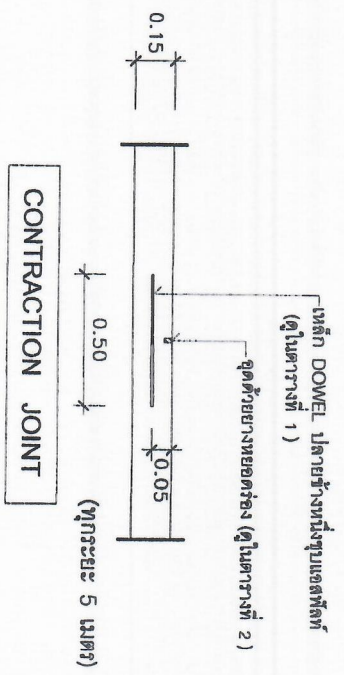 เหล็ก DOWEL ปลายข้างหนึ่งชุบแอสฟัลท์
(ดูในตารางที่ 1 )
อุดด้วยยางหยอดร่อง (ดูในตารางที่ 2 )
0.15
0.05
0.50
(ทุกระยะ 5 เมตร)
CONTRACTION JOINT